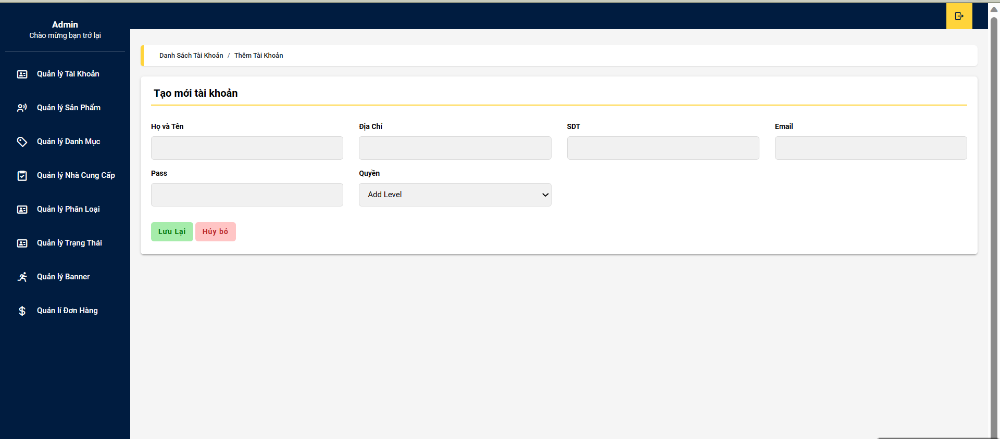 Admin
Chào mừng bạn trở lại
Quản lý Tài Khoản
Quản lý Sản Phẩm
Quản lý Danh Mục
Quản lý Nhà Cung Cấp
Quản lý Phân Loại
Quản lý Trạng Thái
Quản lý Banner
Quản lí Đơn Hàng
Danh Sách Tài Khoản / Thêm Tài Khoản
Tạo mới tài khoản
Họ và Tên
Địa Chỉ
SDT
Email
Pass
Quyền
Add Level
Lưu Lại
Hủy bỏ